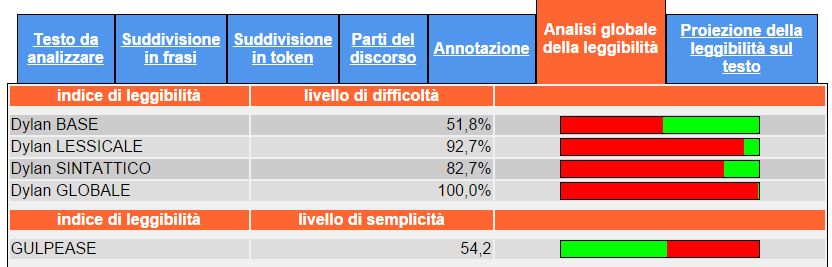 Testo da
analizzare
Suddivisione
in frasi
Suddivisione
in token
Parti del
discorso
Annotazione
Analisi globale
della leggibilità
Proiezione della
leggibilità sul
testo
indice di leggibilità livello di difficoltà
Dylan BASE 51,8%
Dylan LESSICALE 92,7%
Dylan SINTATTICO 82,7%
Dylan GLOBALE 100,0%
indice di leggibilità livello di semplicità
GULPEASE 54,2